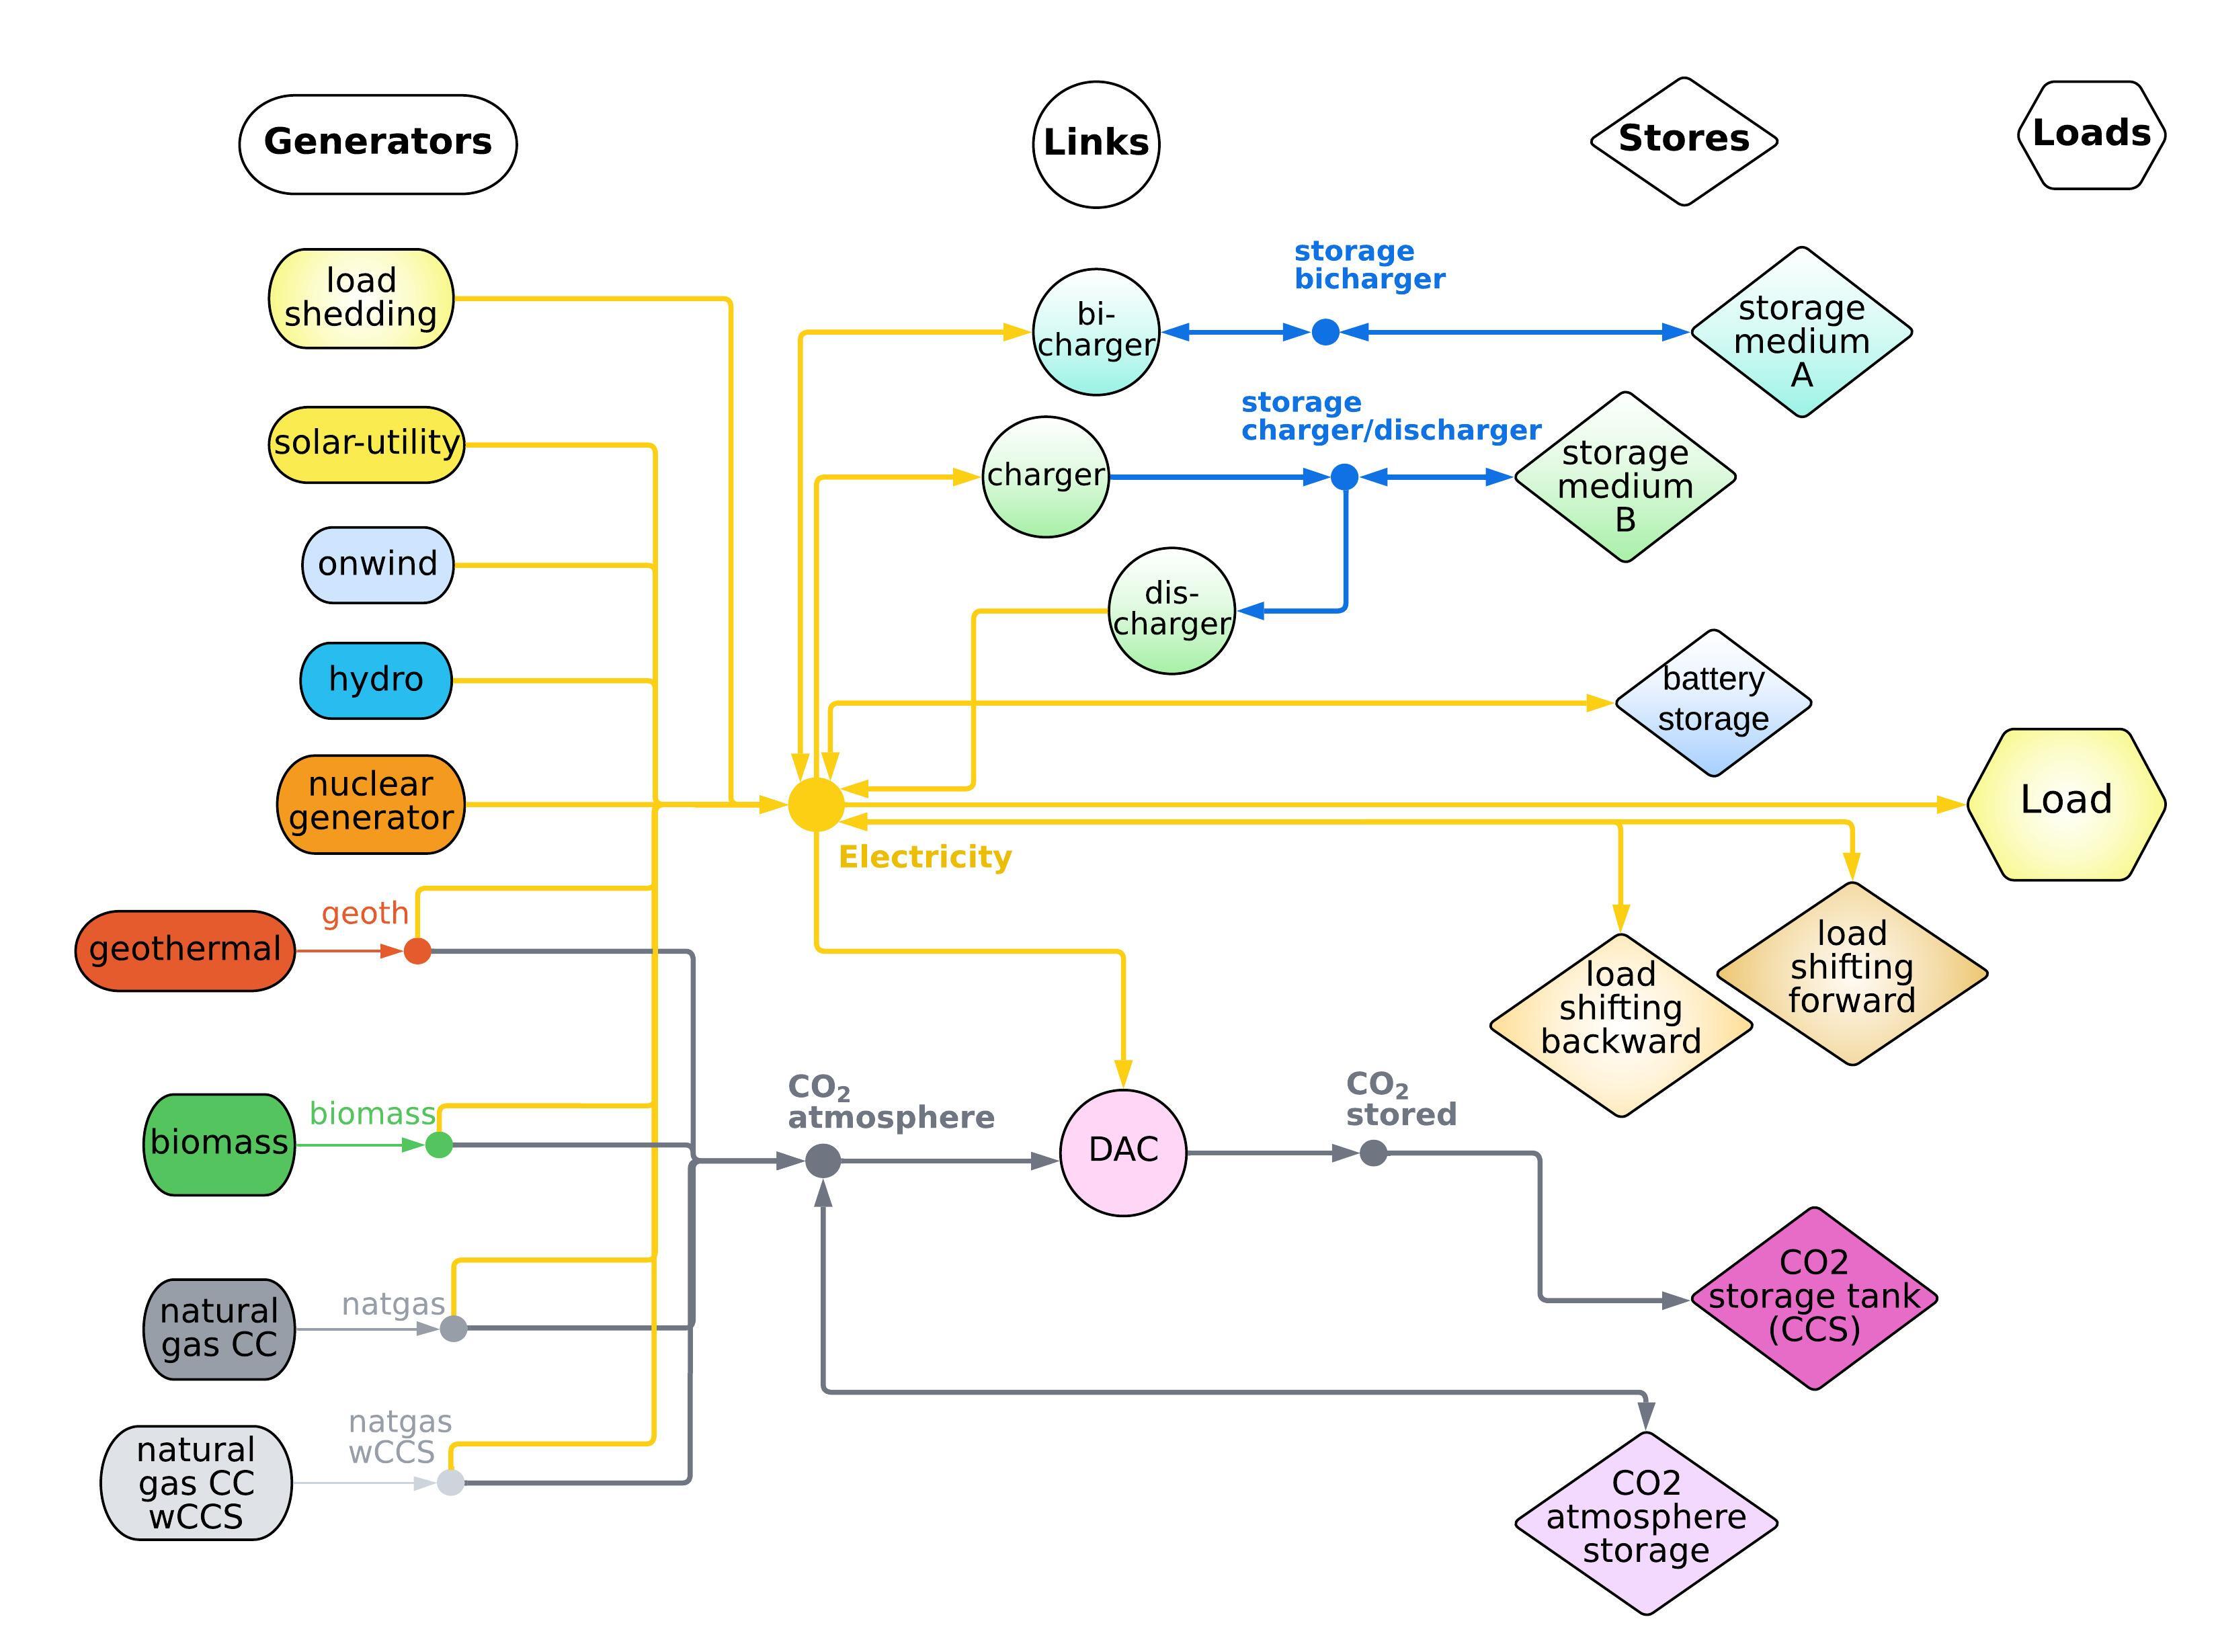 Generators
Links
Stores
Loads
load
shedding
solar-utility
onwind
hydro
nuclear
generator
geothermal
geoth
biomass
biomass
natural
gas CC
natgas
natural
gas CC
wCCS
natgas
wCCS
bi-
charger
storage
bicharger
storage
medium
A
charger
storage
charger/discharger
storage
medium
B
dis-
charger
battery
storage
Electricity
Load
load
shifting
backward
load
shifting
forward
CO₂
atmosphere
DAC
CO₂
stored
CO2
storage tank
(CCS)
CO2
atmosphere
storage